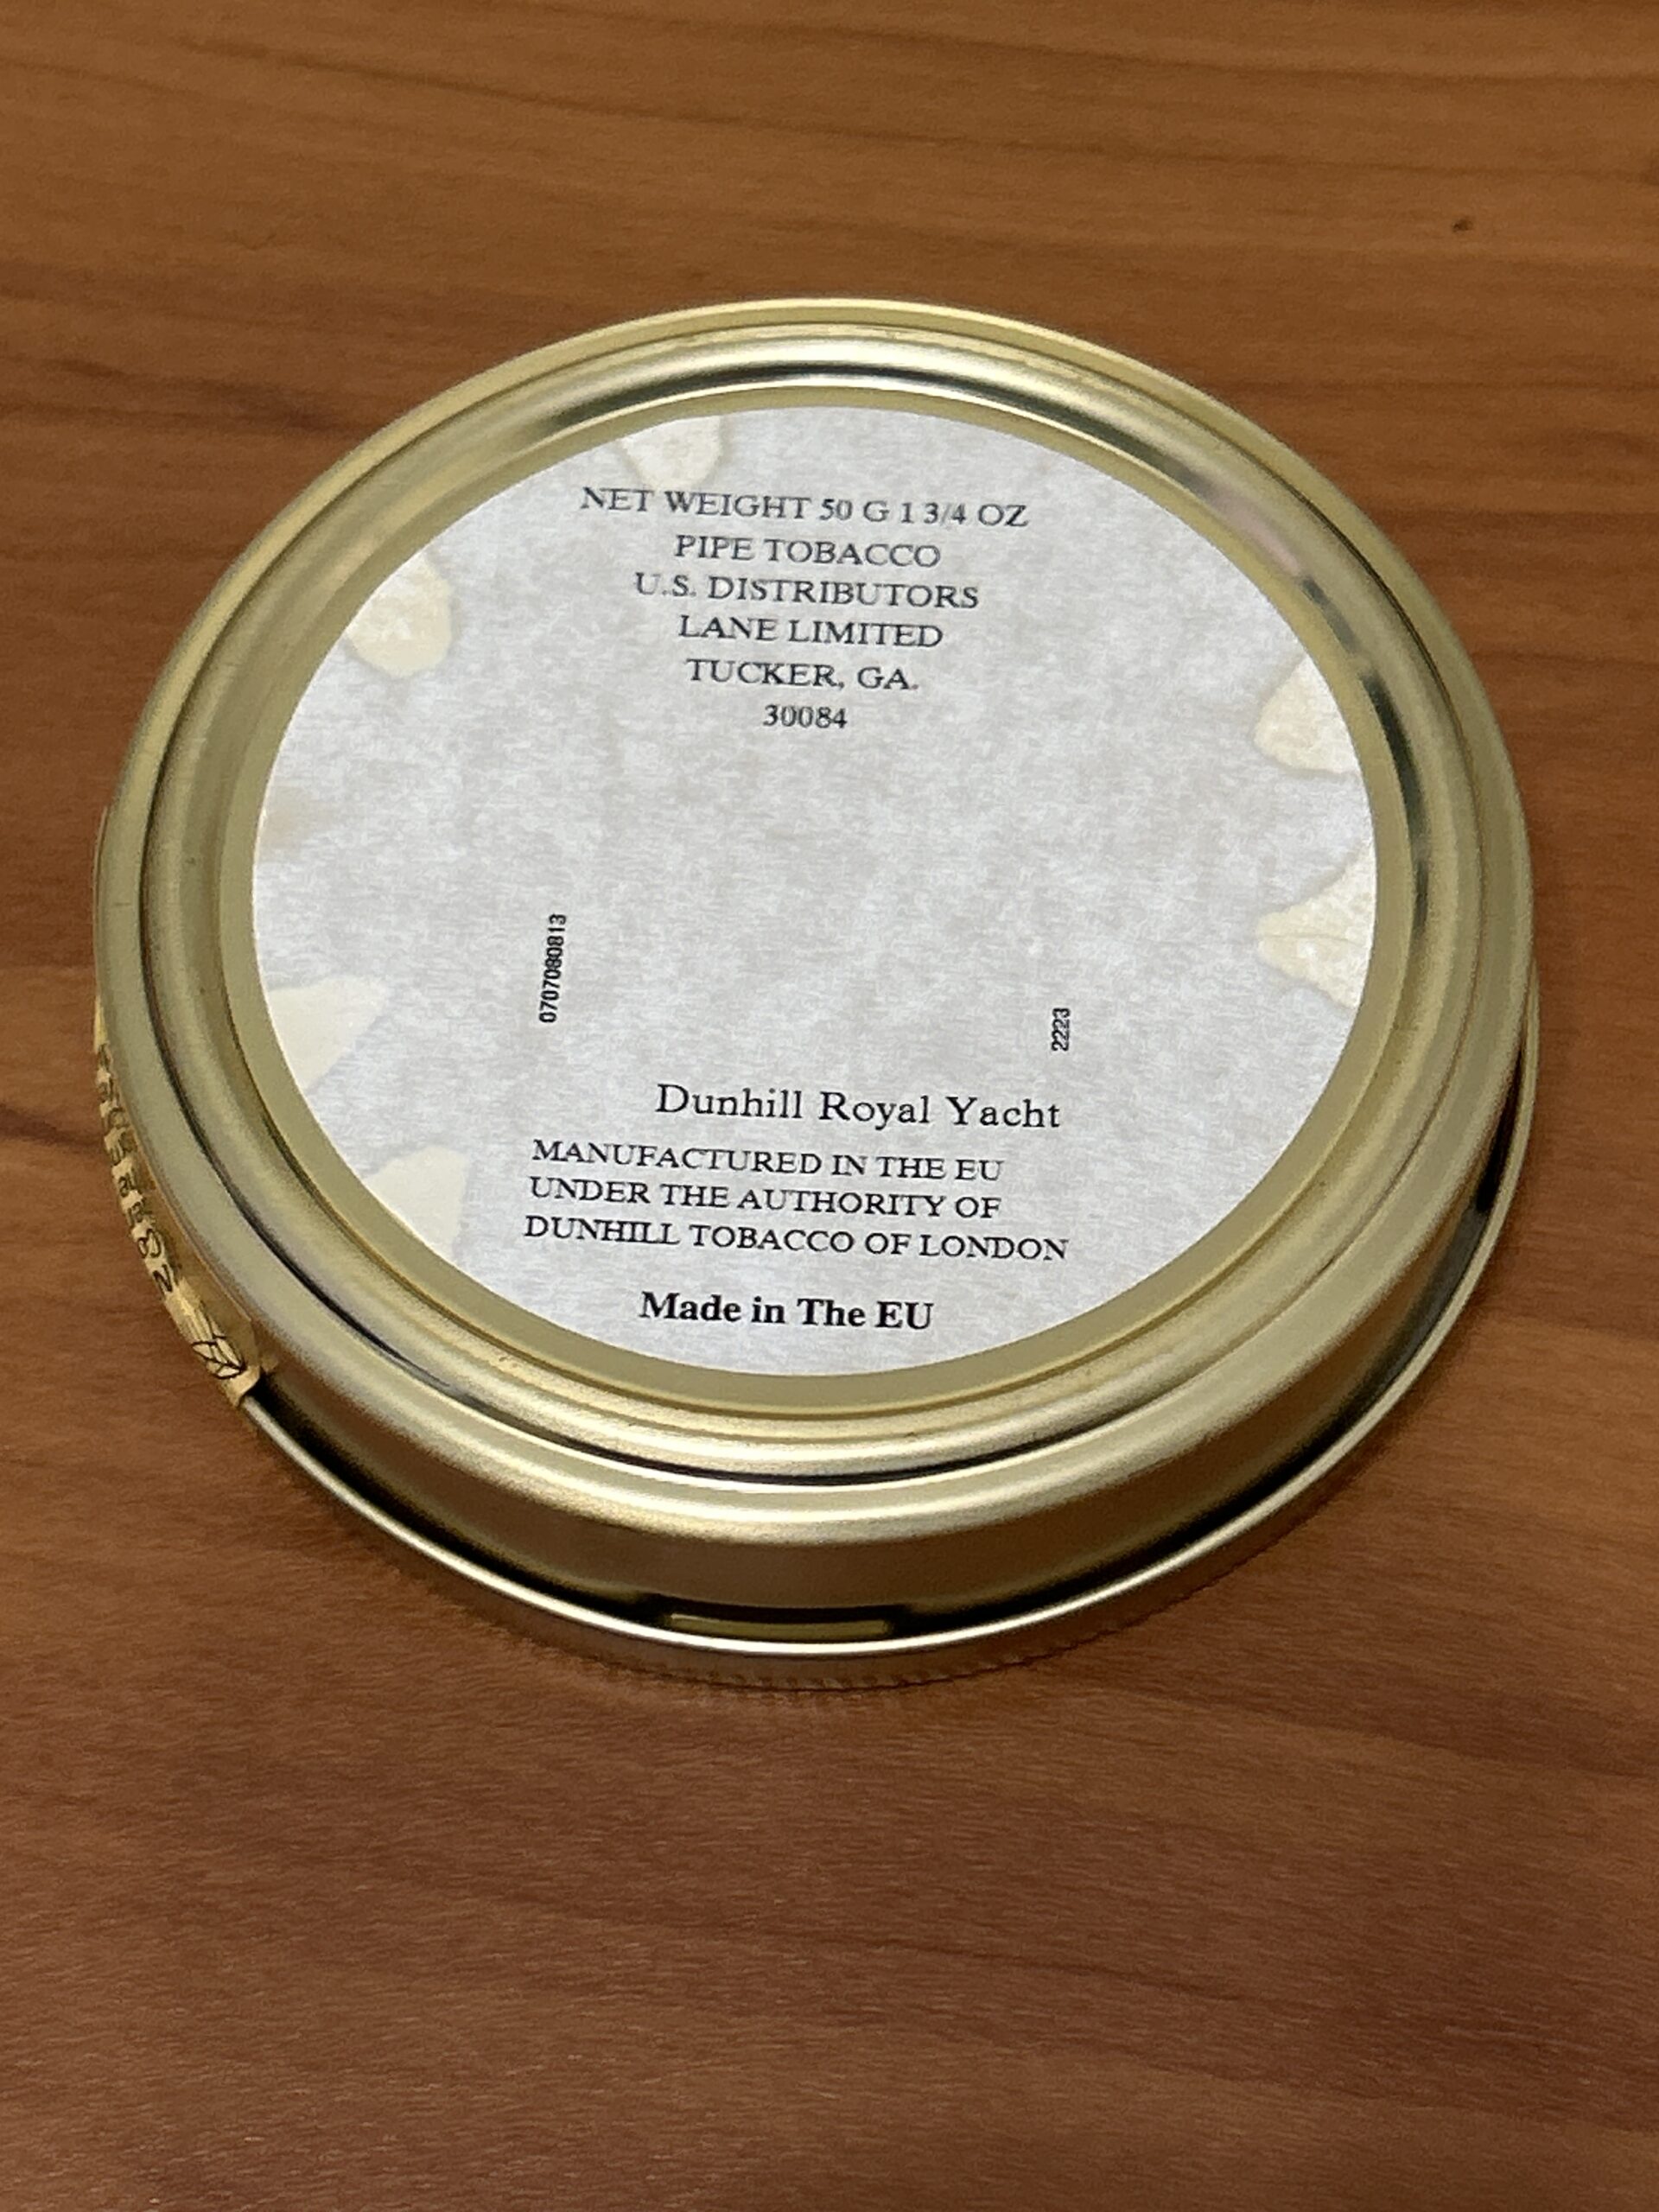 NET WEIGHT 50 G 1 3/4 OZ
PIPE TOBACCO
U.S. DISTRIBUTORS
LANE LIMITED
TUCKER, GA.
30084
0707080813
2223
Dunhill Royal Yacht
MANUFACTURED IN THE EU
UNDER THE AUTHORITY OF
DUNHILL TOBACCO OF LONDON
Made in The EU